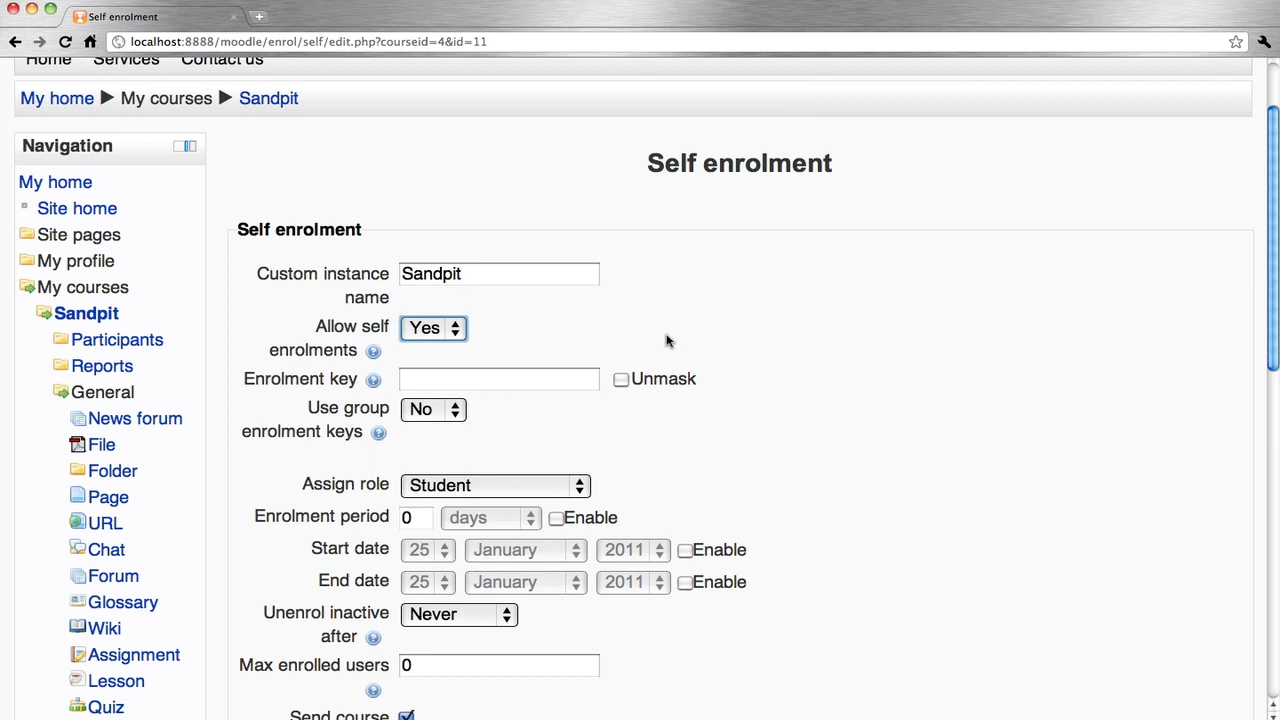 Self enrolment
localhost:8888/moodle/enrol/self/edit.php?courseid=4&id=11
Home Services Contact us
My home ▶ My courses ▶ Sandpit
Navigation
My home
Site home
Site pages
My profile
My courses
Sandpit
Participants
Reports
General
News forum
File
Folder
Page
URL
Chat
Forum
Glossary
Wiki
Assignment
Lesson
Quiz
Self enrolment
Self enrolment
Custom instance
name
Sandpit
Allow self
enrolments
Yes
Enrolment key
Unmask
Use group
enrolment keys
No
Assign role Student
Enrolment period 0 days Enable
Start date 25 January 2011 Enable
End date 25 January 2011 Enable
Unenrol inactive
after
Never
Max enrolled users 0
Send course